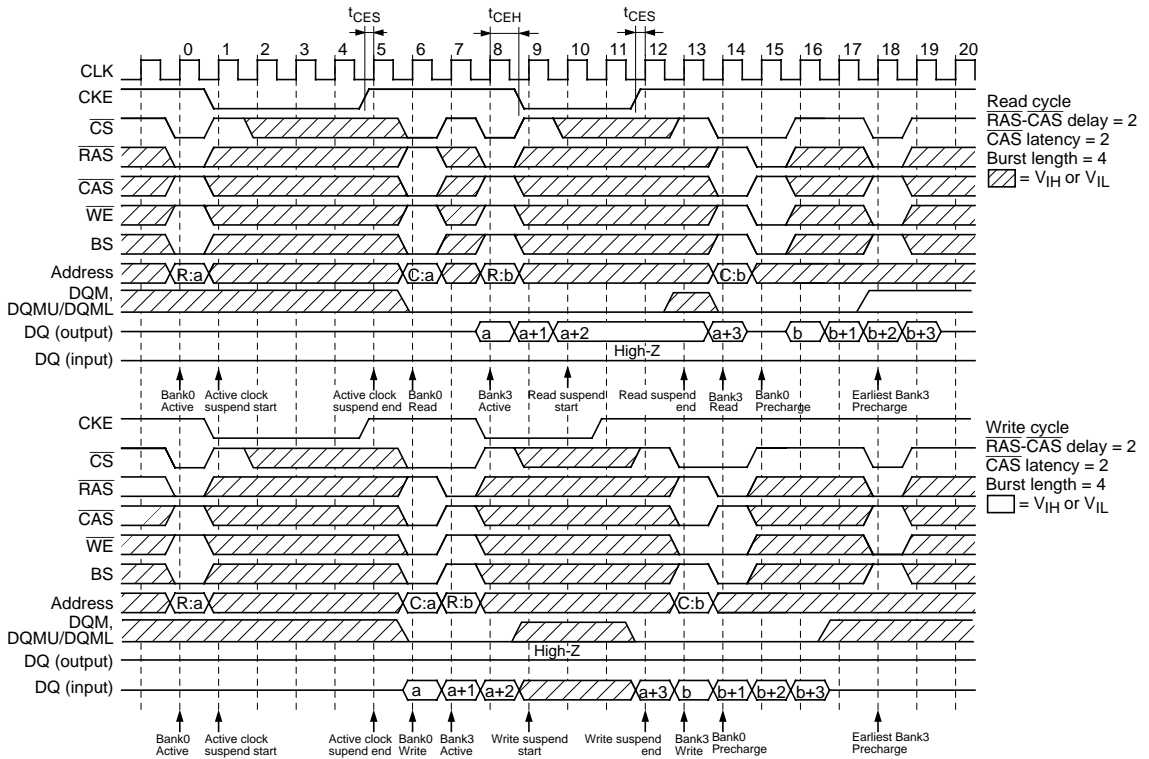 tCES tCEH tCES
0 1 2 3 4 5 6 7 8 9 10 11 12 13 14 15 16 17 18 19 20
CLK
CKE
CS
RAS
CAS
WE
BS
Address R:a C:a R:b C:b
DQM,
DQMU/DQML
DQ (output) a a+1 a+2 a+3 b b+1 b+2 b+3
High-Z
DQ (input)
Read cycle
RAS-CAS delay = 2
CAS latency = 2
Burst length = 4
= VIH or VIL
Bank0 Active clock Active clock Bank0 Bank3 Read suspend Read suspend Bank3 Bank0 Earliest Bank3
Active suspend start suspend end Read Active start end Read Precharge Precharge
CKE
CS
RAS
CAS
WE
BS
Address R:a C:a R:b C:b
DQM,
DQMU/DQML
High-Z
DQ (output)
DQ (input) a a+1 a+2 a+3 b b+1 b+2 b+3
Write cycle
RAS-CAS delay = 2
CAS latency = 2
Burst length = 4
= VIH or VIL
Bank0 Active clock Active clock Bank0 Bank3 Write suspend Write suspend Bank3 Bank0 Earliest Bank3
Active suspend start supend end Write Active start end Write Precharge Precharge